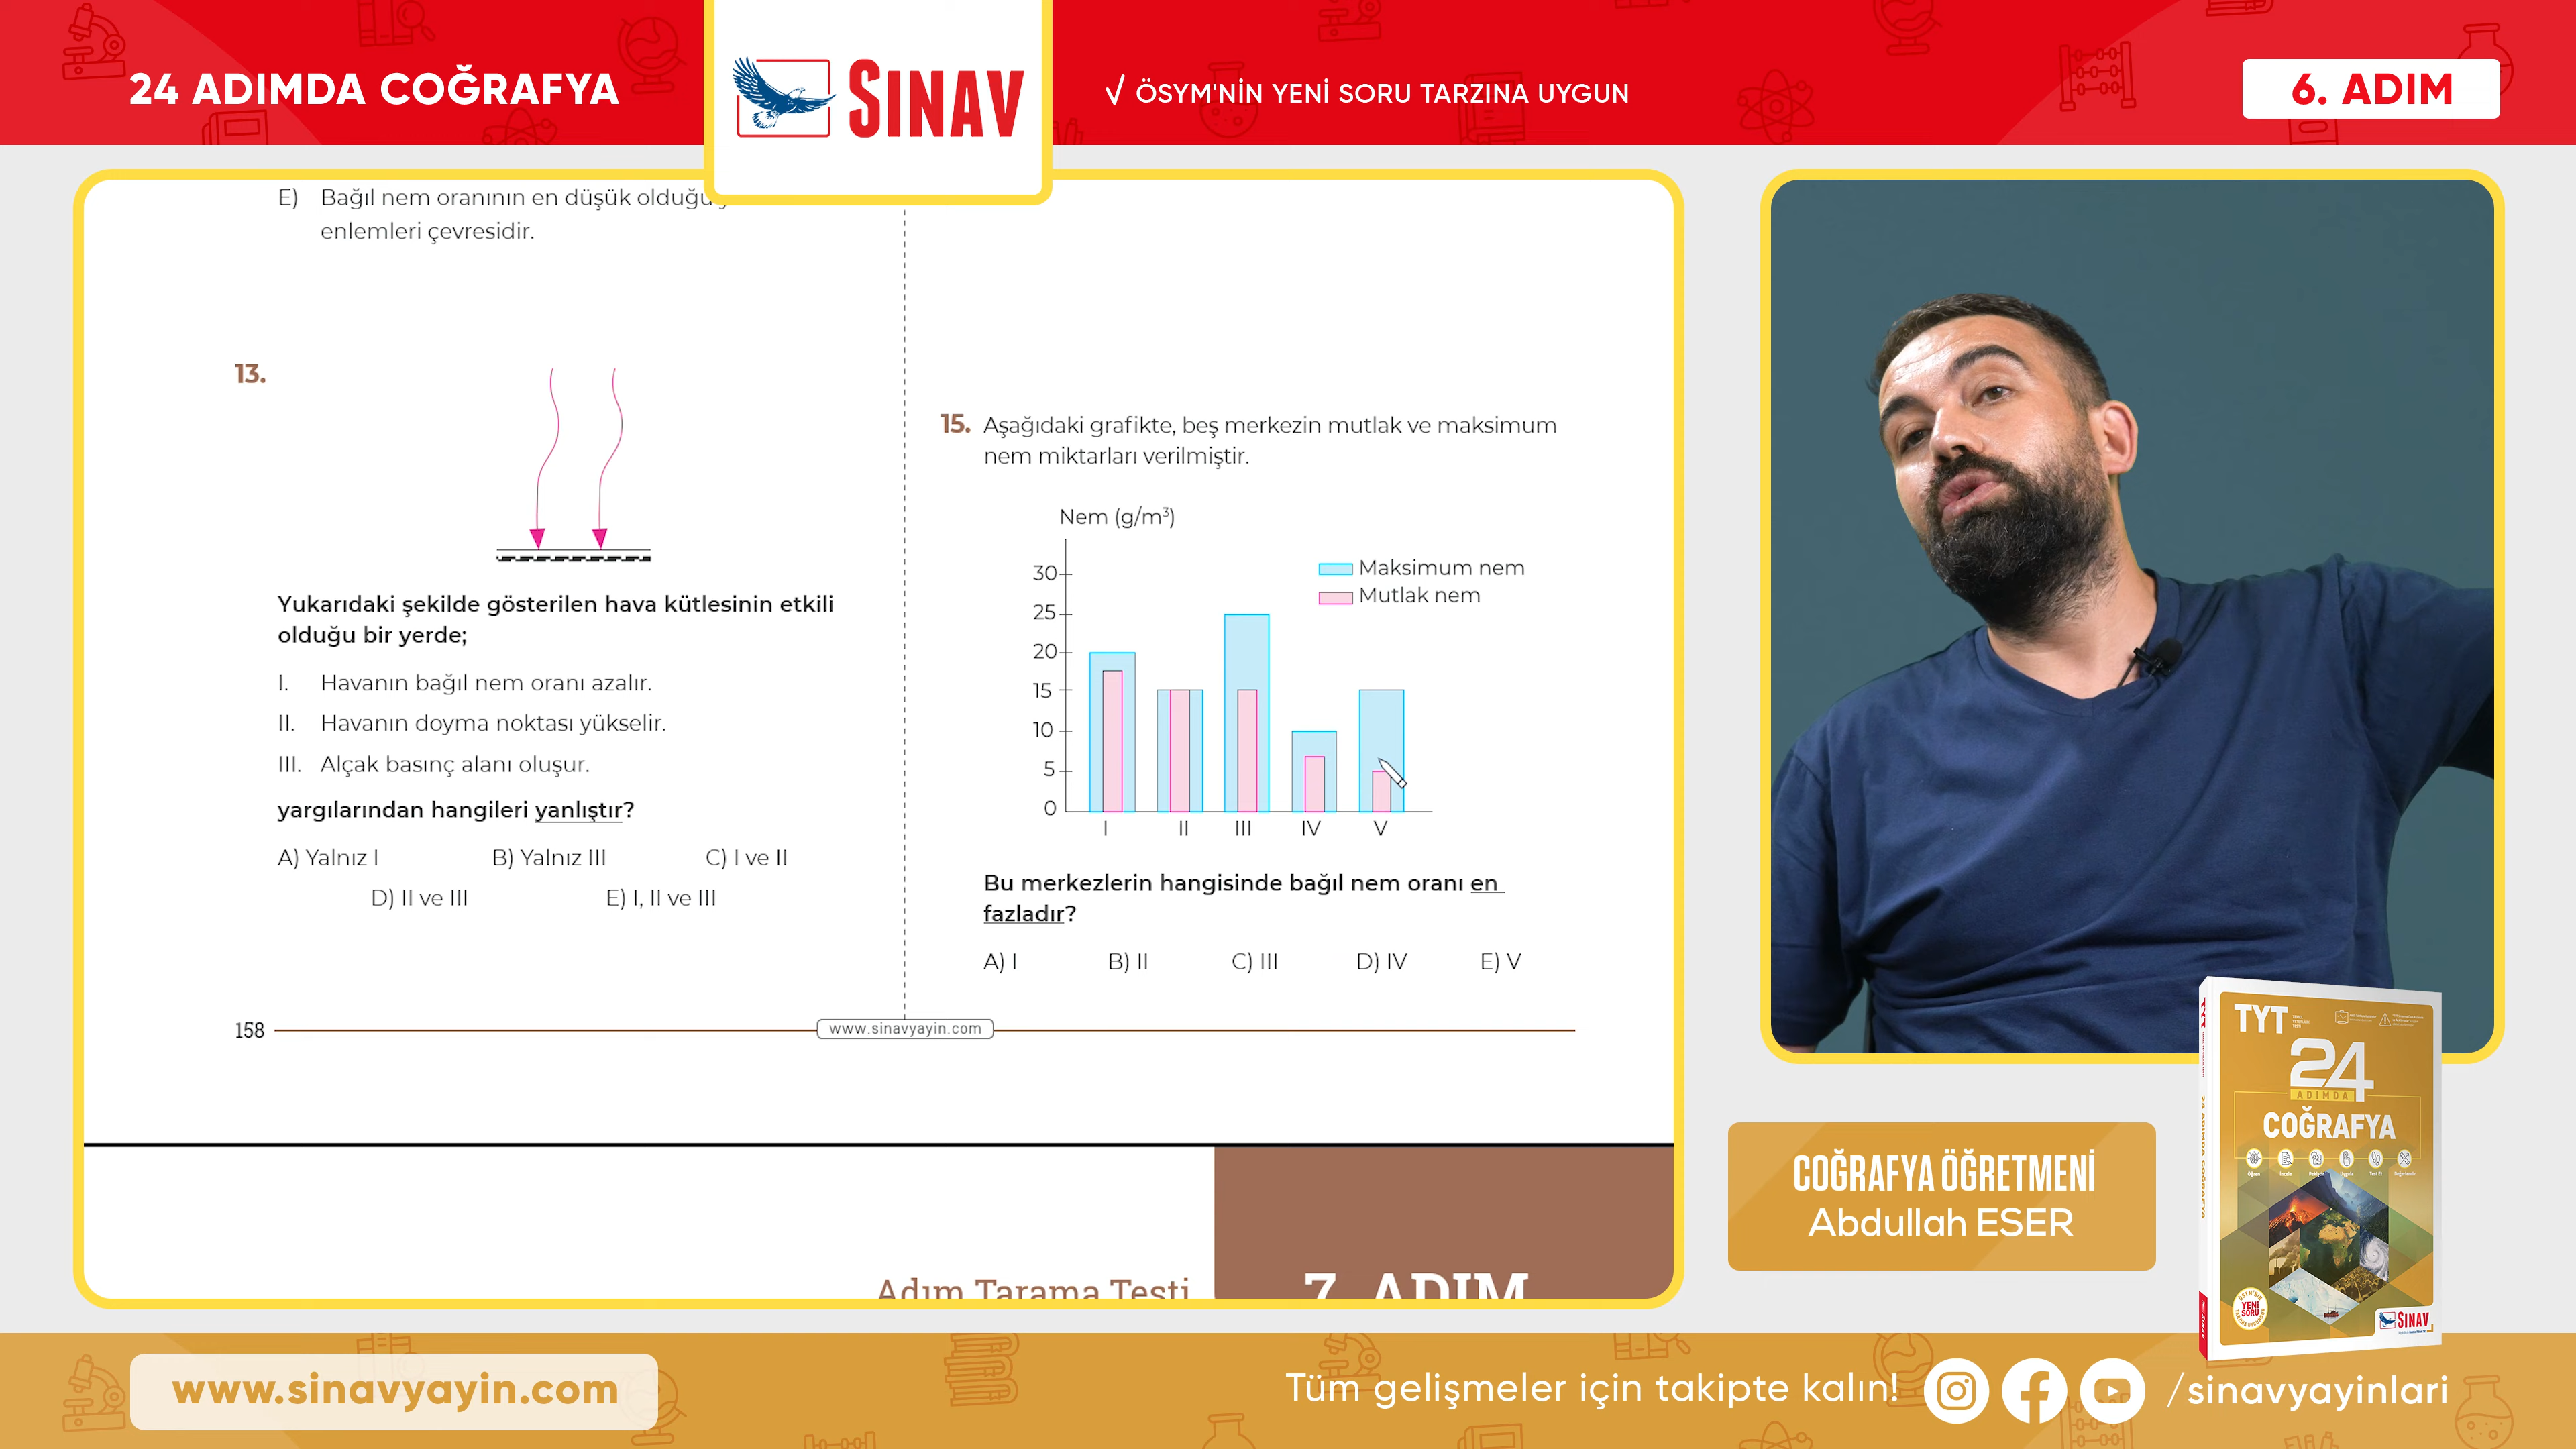 24 ADIMDA COĞRAFYA
SINAV
√ ÖSYM'NİN YENİ SORU TARZINA UYGUN
6. ADIM
E) Bağıl nem oranının en düşük olduğu
enlemleri çevresidir.
13.
Yukarıdaki şekilde gösterilen hava kütlesinin etkili
olduğu bir yerde;
I. Havanın bağıl nem oranı azalır.
II. Havanın doyma noktası yükselir.
III. Alçak basınç alanı oluşur.
yargılarından hangileri yanlıştır?
A) Yalnız I B) Yalnız III C) I ve II
D) II ve III E) I, II ve III
15. Aşağıdaki grafikte, beş merkezin mutlak ve maksimum
nem miktarları verilmiştir.
Nem (g/m³)
Maksimum nem
Mutlak nem
30
25
20
15
10
5
0
I II III IV V
Bu merkezlerin hangisinde bağıl nem oranı en
fazladır?
A) I B) II C) III D) IV E) V
158
www.sinavyayin.com
Adım Tarama Testi
7. ADIM
COĞRAFYA ÖĞRETMENİ
Abdullah ESER
TYT
24
ADIMDA
COĞRAFYA
YENİ
SORU
SINAV
www.sinavyayin.com
Tüm gelişmeler için takipte kalın!
/sinavyayinlari